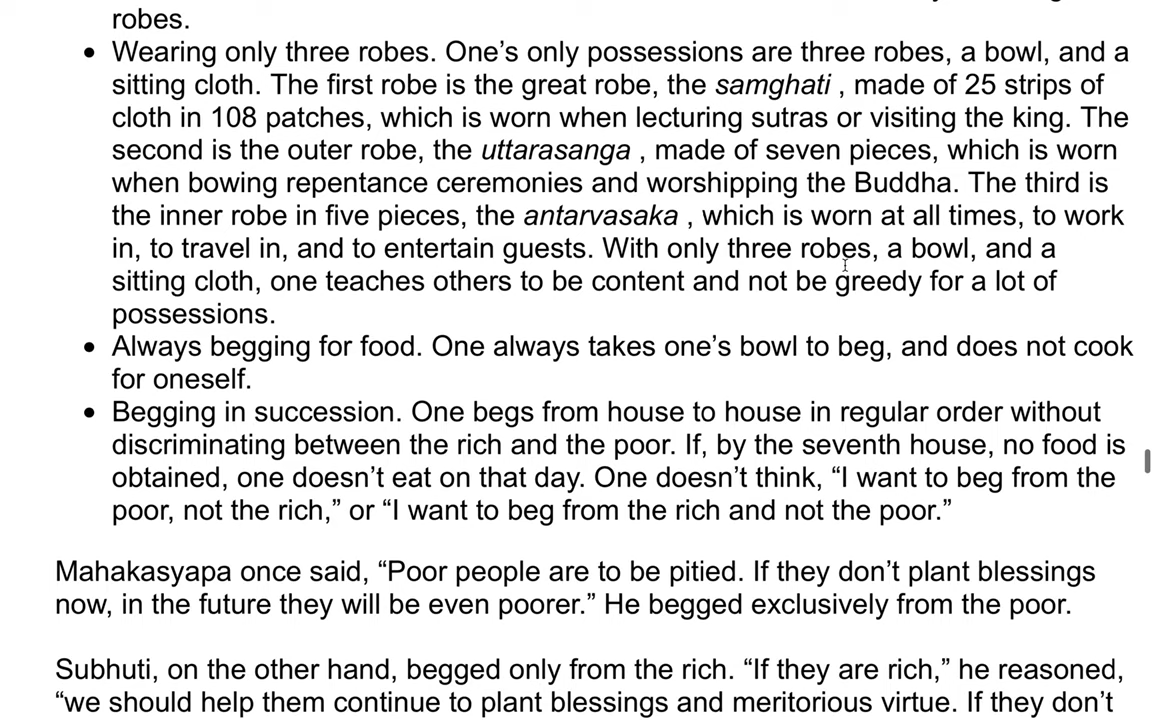 robes.
• Wearing only three robes. One’s only possessions are three robes, a bowl, and a
sitting cloth. The first robe is the great robe, the samghati , made of 25 strips of
cloth in 108 patches, which is worn when lecturing sutras or visiting the king. The
second is the outer robe, the uttarasanga , made of seven pieces, which is worn
when bowing repentance ceremonies and worshipping the Buddha. The third is
the inner robe in five pieces, the antarvasaka , which is worn at all times, to work
in, to travel in, and to entertain guests. With only three robes, a bowl, and a
sitting cloth, one teaches others to be content and not be greedy for a lot of
possessions.
• Always begging for food. One always takes one’s bowl to beg, and does not cook
for oneself.
• Begging in succession. One begs from house to house in regular order without
discriminating between the rich and the poor. If, by the seventh house, no food is
obtained, one doesn’t eat on that day. One doesn’t think, “I want to beg from the
poor, not the rich,” or “I want to beg from the rich and not the poor.”
Mahakasyapa once said, “Poor people are to be pitied. If they don’t plant blessings
now, in the future they will be even poorer.” He begged exclusively from the poor.
Subhuti, on the other hand, begged only from the rich. “If they are rich,” he reasoned,
“we should help them continue to plant blessings and meritorious virtue. If they don’t